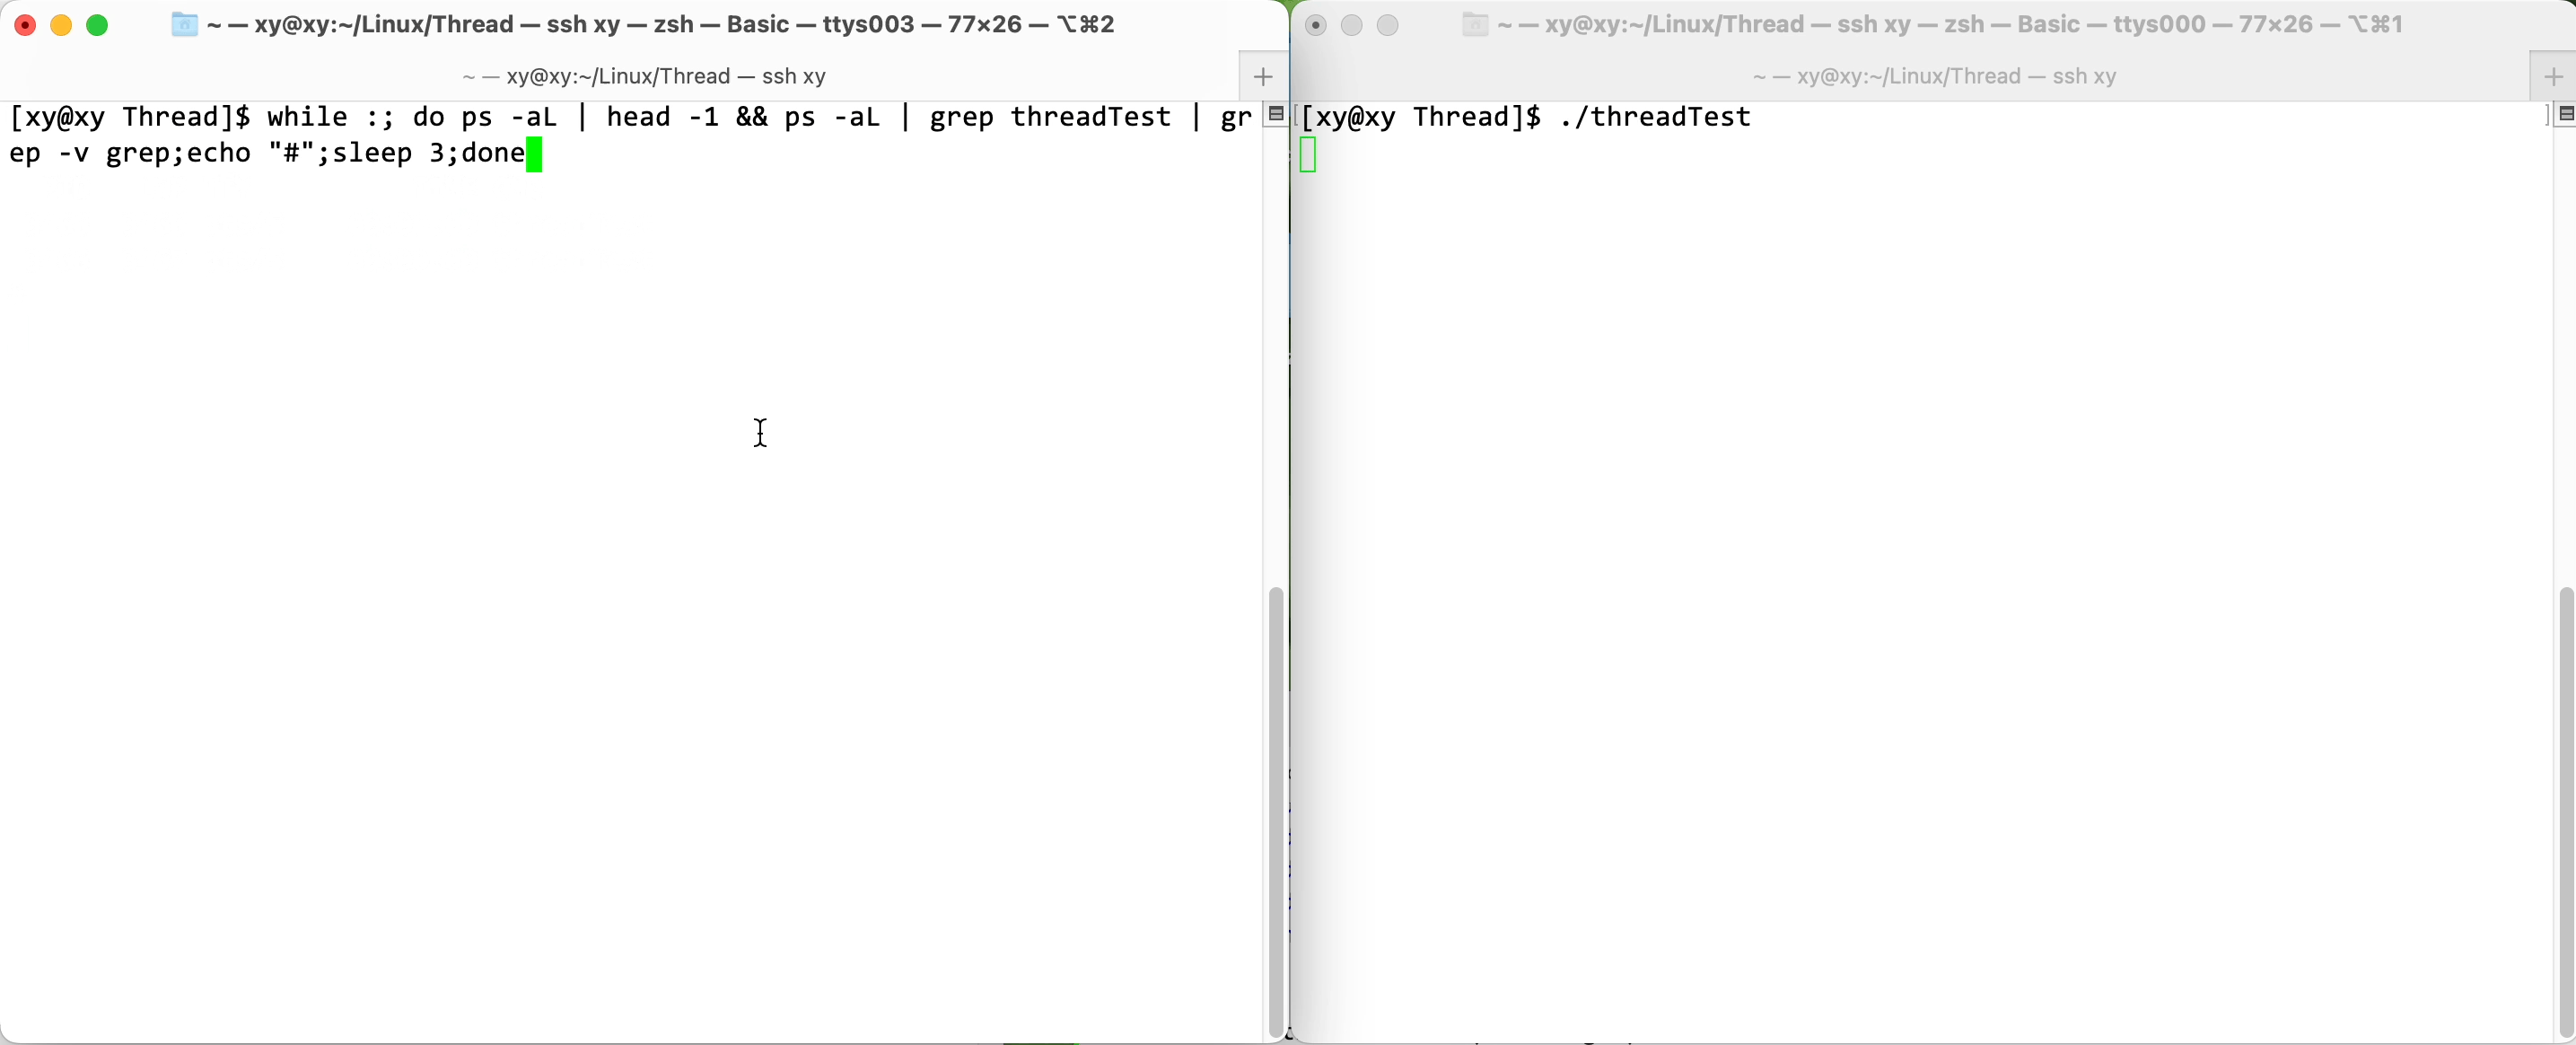 ~ — xy@xy:~/Linux/Thread — ssh xy — zsh — Basic — ttys003 — 77×26 — ⌥⌘2
~ — xy@xy:~/Linux/Thread — ssh xy
[xy@xy Thread]$ while :; do ps -aL | head -1 && ps -aL | grep threadTest | gr
ep -v grep;echo "#";sleep 3;done
~ — xy@xy:~/Linux/Thread — ssh xy — zsh — Basic — ttys000 — 77×26 — ⌥⌘1
~ — xy@xy:~/Linux/Thread — ssh xy
[xy@xy Thread]$ ./threadTest